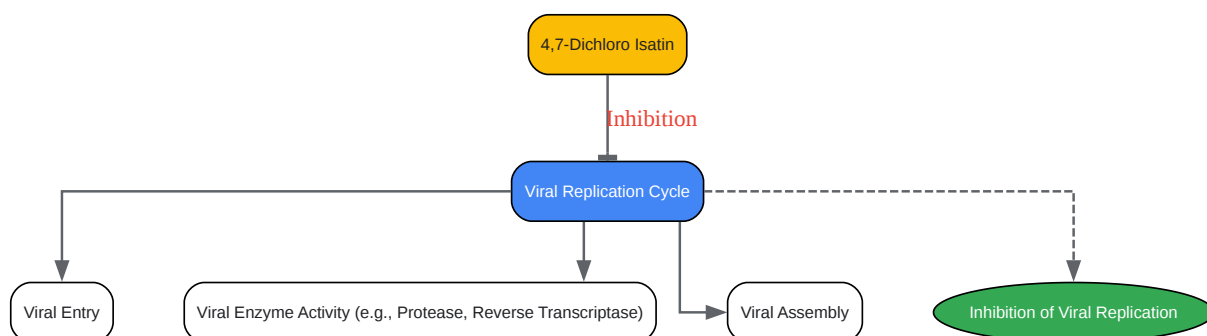 4,7-Dichloro Isatin
Inhibition
Viral Replication Cycle
Viral Entry
Viral Enzyme Activity (e.g., Protease, Reverse Transcriptase)
Viral Assembly
Inhibition of Viral Replication